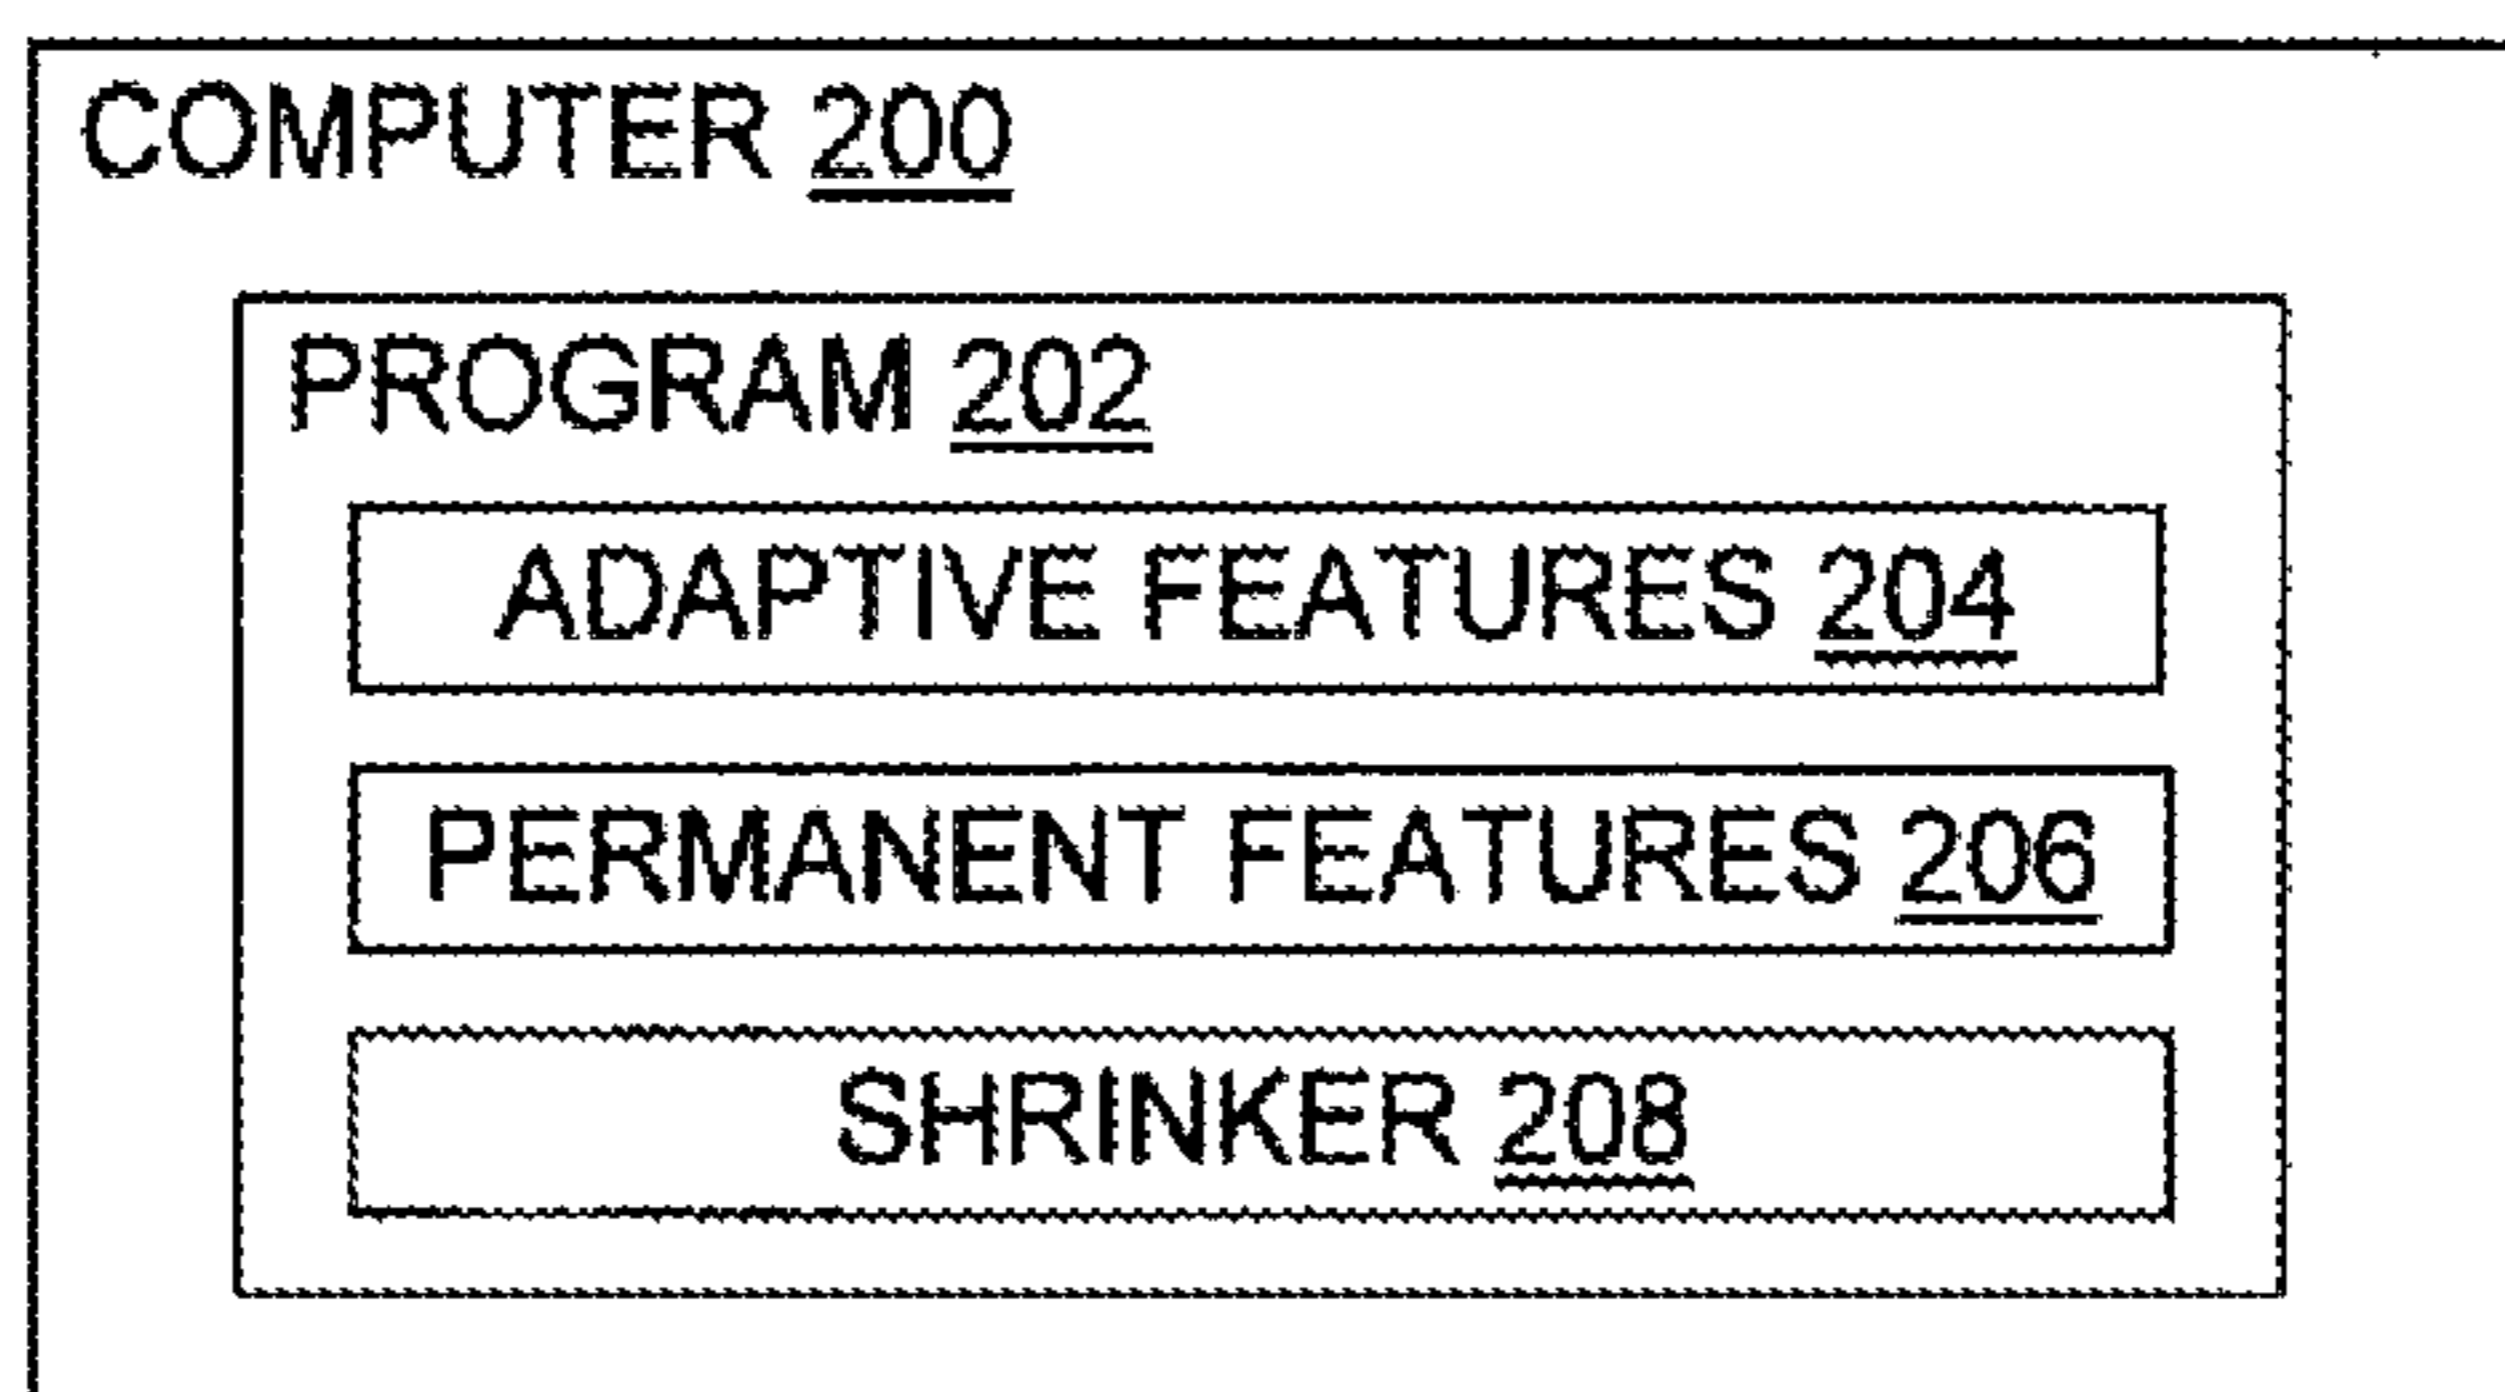 COMPUTER 200
PROGRAM 202
ADAPTIVE FEATURES 204
PERMANENT FEATURES 206
SHRINKER 208